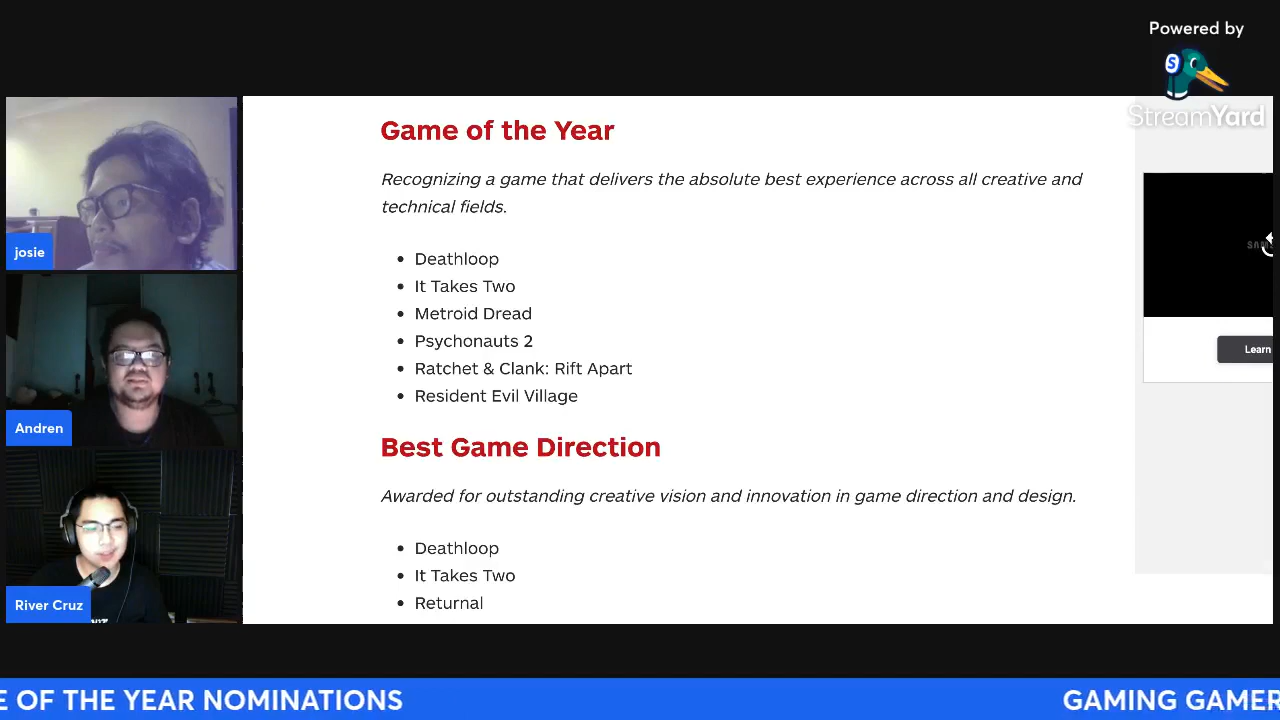 Powered by
StreamYard
Game of the Year
Recognizing a game that delivers the absolute best experience across all creative and
technical fields.
Deathloop
It Takes Two
Metroid Dread
Psychonauts 2
Ratchet & Clank: Rift Apart
Resident Evil Village
Best Game Direction
Awarded for outstanding creative vision and innovation in game direction and design.
Deathloop
It Takes Two
Returnal
josie
Andren
River Cruz
Learn
E OF THE YEAR NOMINATIONS
GAMING GAMER